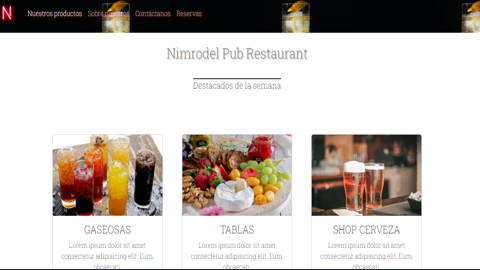 N
Nuestros productos Sobre nosotros Contáctanos Reservas
Nimrodel Pub Restaurant
Destacados de la semana
GASEOSAS
Lorem ipsum dolor sit amet
consectetur adipisicing elit. Eum,
obcaecati
TABLAS
Lorem ipsum dolor sit amet
consectetur adipisicing elit. Eum,
obcaecati
SHOP CERVEZA
Lorem ipsum dolor sit amet
consectetur adipisicing elit. Eum,
obcaecati